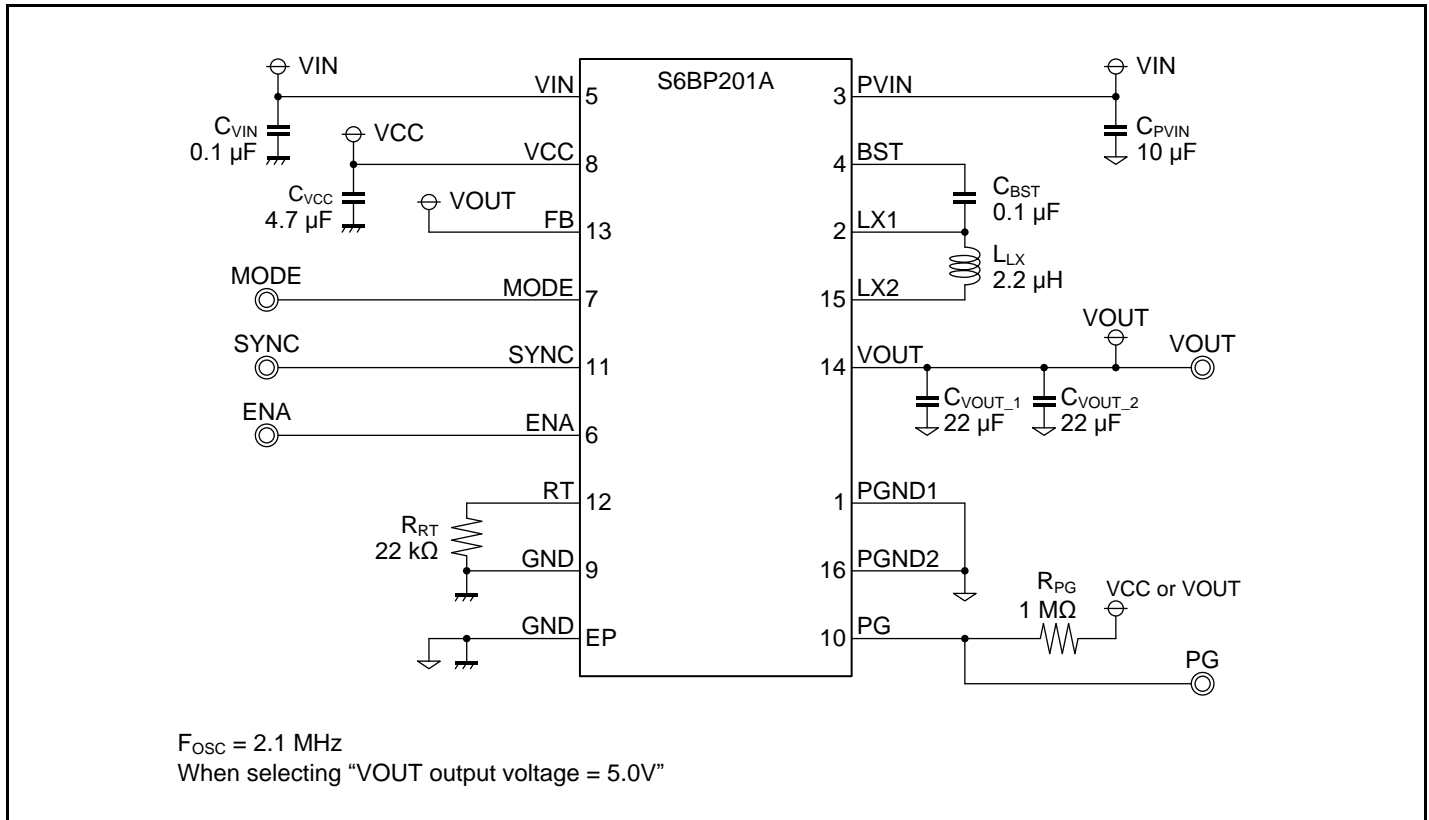 S6BP201A
VIN
VIN
5
C_VIN
0.1 µF
VCC
VCC
8
C_VCC
4.7 µF
VOUT
FB
13
MODE
MODE
7
SYNC
SYNC
11
ENA
ENA
6
RT
12
R_RT
22 kΩ
GND
9
GND
EP
3
PVIN
VIN
C_PVIN
10 µF
4
BST
C_BST
0.1 µF
2
LX1
L_LX
2.2 µH
15
LX2
14
VOUT
VOUT
VOUT
C_VOUT_1
22 µF
C_VOUT_2
22 µF
1
PGND1
16
PGND2
10
PG
R_PG
1 MΩ
VCC or VOUT
PG
F_OSC = 2.1 MHz
When selecting “VOUT output voltage = 5.0V”